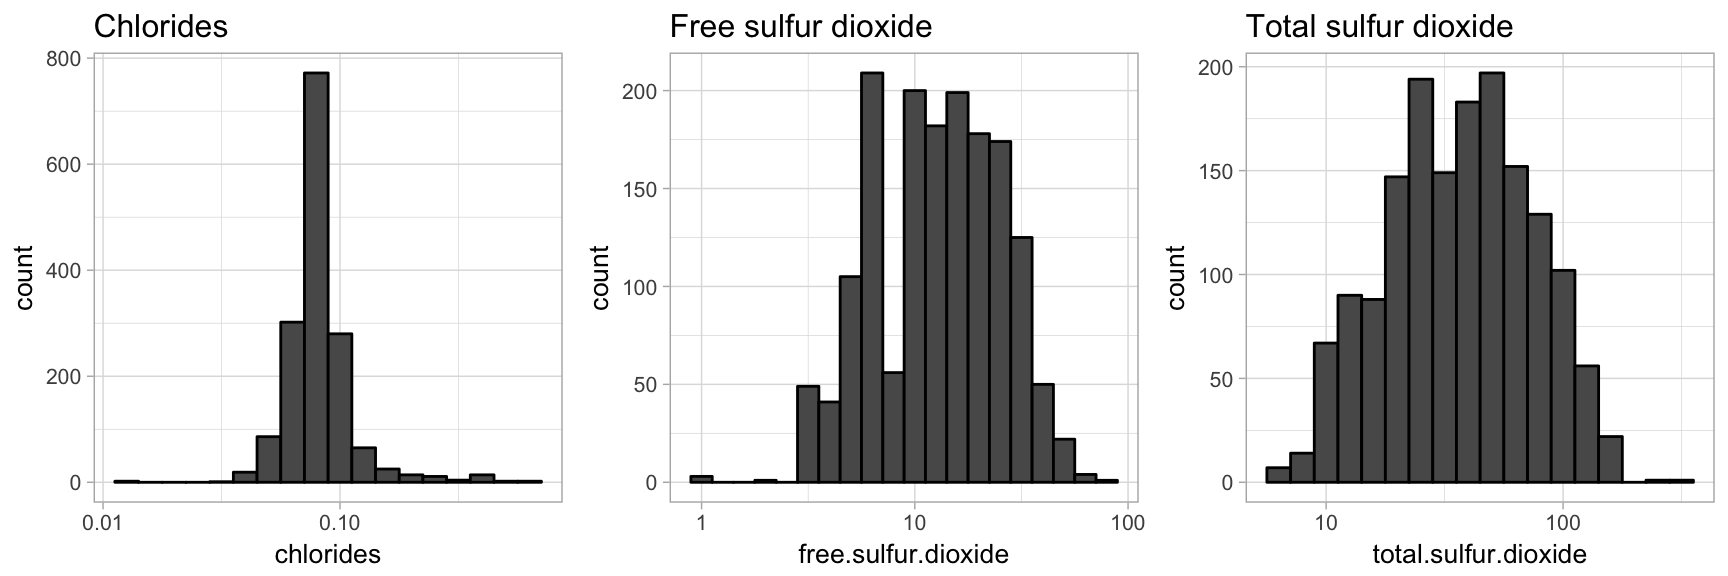 Chlorides
800
600
400
200
0
count
0.01
0.10
chlorides
Free sulfur dioxide
200
150
100
50
0
count
1
10
100
free.sulfur.dioxide
Total sulfur dioxide
200
150
100
50
0
count
10
100
total.sulfur.dioxide